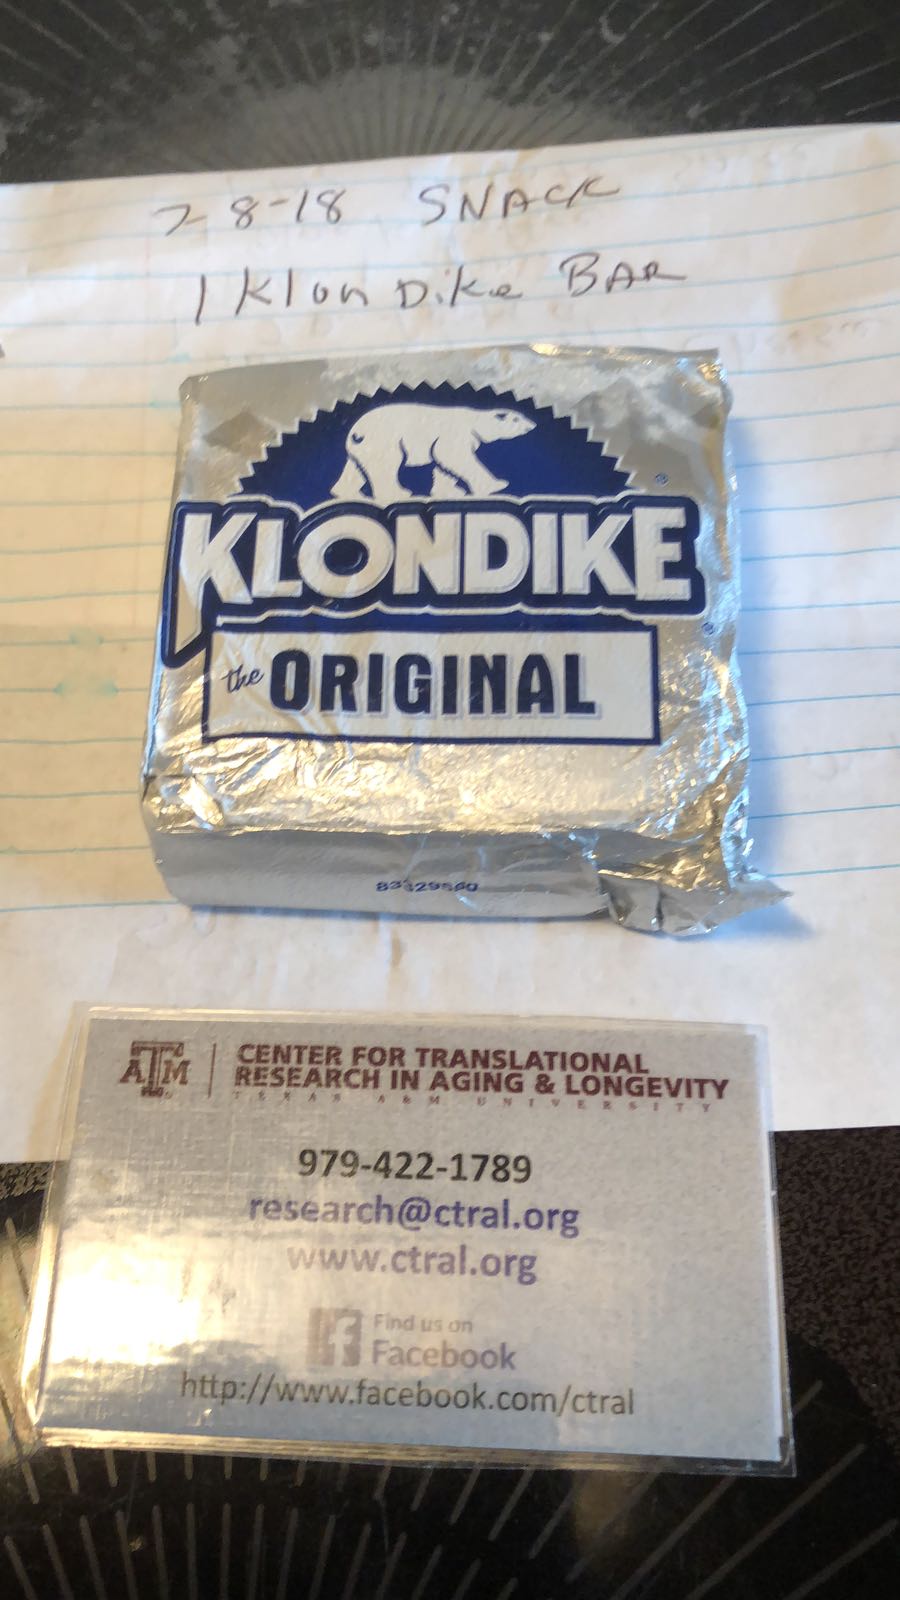 7-8-18 SNACK
1 Klondike BAR
KLONDIKE
the ORIGINAL
ATM
CENTER FOR TRANSLATIONAL
RESEARCH IN AGING & LONGEVITY
TEXAS A&M UNIVERSITY
979-422-1789
research@ctral.org
www.ctral.org
Find us on
Facebook
http://www.facebook.com/ctral